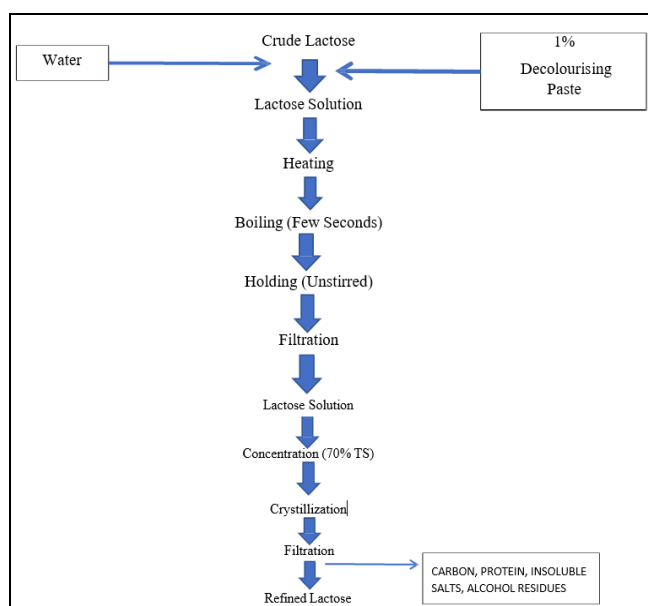 Crude Lactose
Water
1%
Decolourising
Paste
Lactose Solution
Heating
Boiling (Few Seconds)
Holding (Unstirred)
Filtration
Lactose Solution
Concentration (70% TS)
Crystillization
Filtration
CARBON, PROTEIN, INSOLUBLE
SALTS, ALCOHOL RESIDUES
Refined Lactose